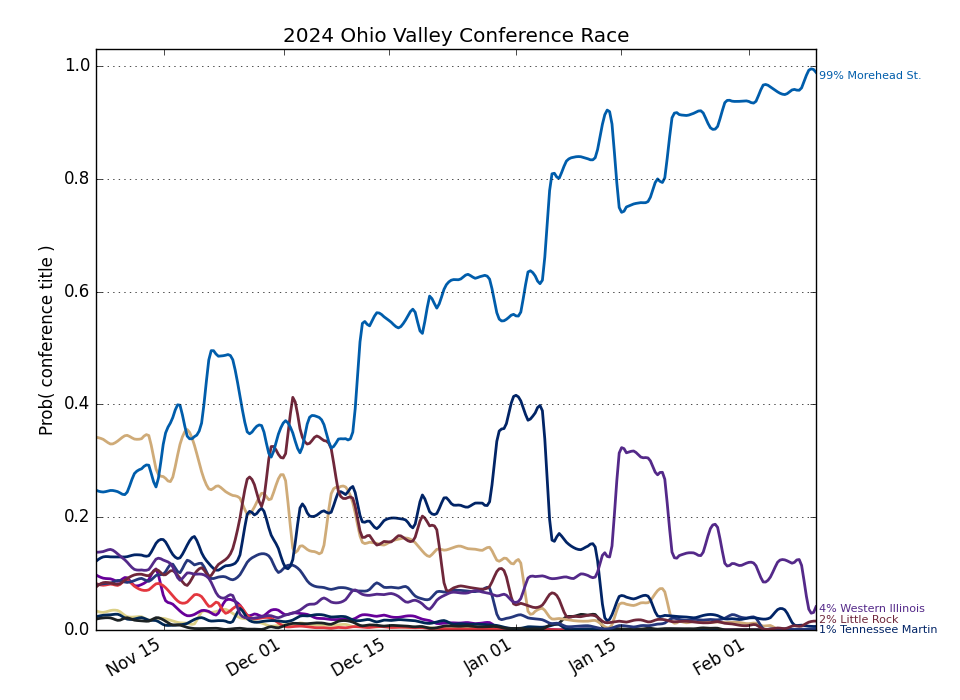 2024 Ohio Valley Conference Race
Prob( conference title )
1.0
0.8
0.6
0.4
0.2
0.0
99% Morehead St.
4% Western Illinois
2% Little Rock
1% Tennessee Martin
Nov 15
Dec 01
Dec 15
Jan 01
Jan 15
Feb 01